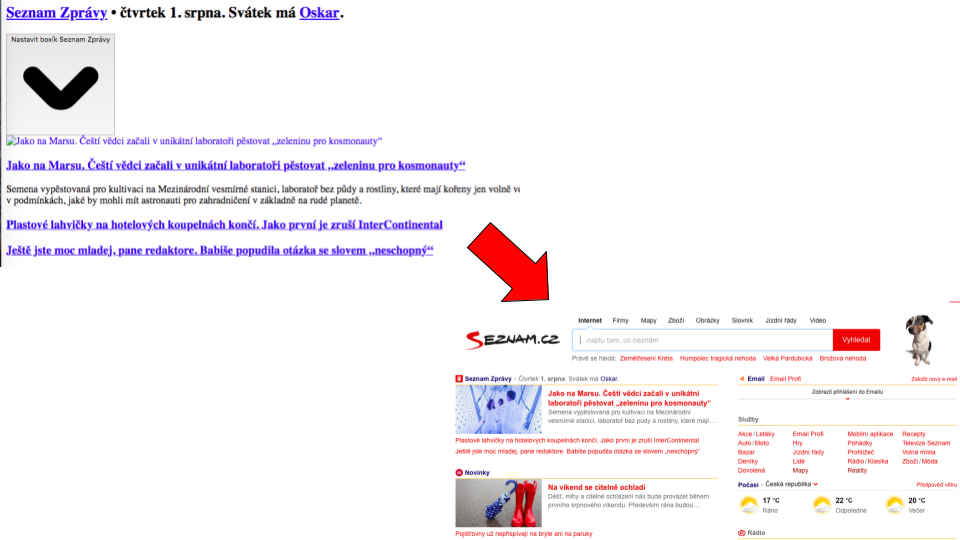 Seznam Zprávy • čtvrtek 1. srpna. Svátek má Oskar.
Nastavit boxík Seznam Zprávy
Jako na Marsu. Čeští vědci začali v unikátní laboratoři pěstovat „zeleninu pro kosmonauty“
Jako na Marsu. Čeští vědci začali v unikátní laboratoři pěstovat „zeleninu pro kosmonauty“
Semena vypěstovaná pro kultivaci na Mezinárodní vesmírné stanici, laboratoř bez půdy a rostliny, které mají kořeny jen volně
v podmínkách, jaké by mohli mít astronauti pro zahradničení v základně na rudé planetě.
Plastové lahvičky na hotelových koupelnách končí. Jako první je zruší InterContinental
Ještě jste moc mladej, pane redaktore. Babiše popudila otázka se slovem „neschopný“
Internet Firmy Mapy Zboží Obrázky Slovník Jízdní řády Video
SEZNAM.CZ
...najdu tam, co neznám
Vyhledat
Právě se hledá: Zemětřesení Kréta Humpolec tragická nehoda Velká Pardubická Brožová nehoda
Seznam Zprávy • Čtvrtek 1. srpna. Svátek má Oskar.
Jako na Marsu. Čeští vědci začali v unikátní
laboratoři pěstovat „zeleninu pro kosmonauty“
Semena vypěstovaná pro kultivaci na Mezinárodní
vesmírné stanici, laboratoř bez půdy a rostliny, které mají...
Plastové lahvičky na hotelových koupelnách končí. Jako první je zruší InterContinental
Ještě jste moc mladej, pane redaktore. Babiše popudila otázka se slovem „neschopný“
Novinky
Na víkend se citelně ochladí
Déšť, mlhy a citelné ochlazení nás bude provázet během
prvního srpnového víkendu. Především rána budou...
Pojišťovny už nepřispívají na brýle ani na paruky
Email Email Profi
Založit nový e-mail
Zobrazit přihlášení do Emailu
Služby
Akce / Letáky Email Profi Mobilní aplikace Recepty
Auto / Moto Hry Pohádky Televize Seznam
Bazar Jízdní řády Prohlížeč Volná místa
Deníky Lidé Rádio / Klasika Zboží / Móda
Dovolená Mapy Reality
Počasí • Česká republika
Předpověď větru
17 °C 22 °C 20 °C
Ráno Odpoledne Večer
Rádio